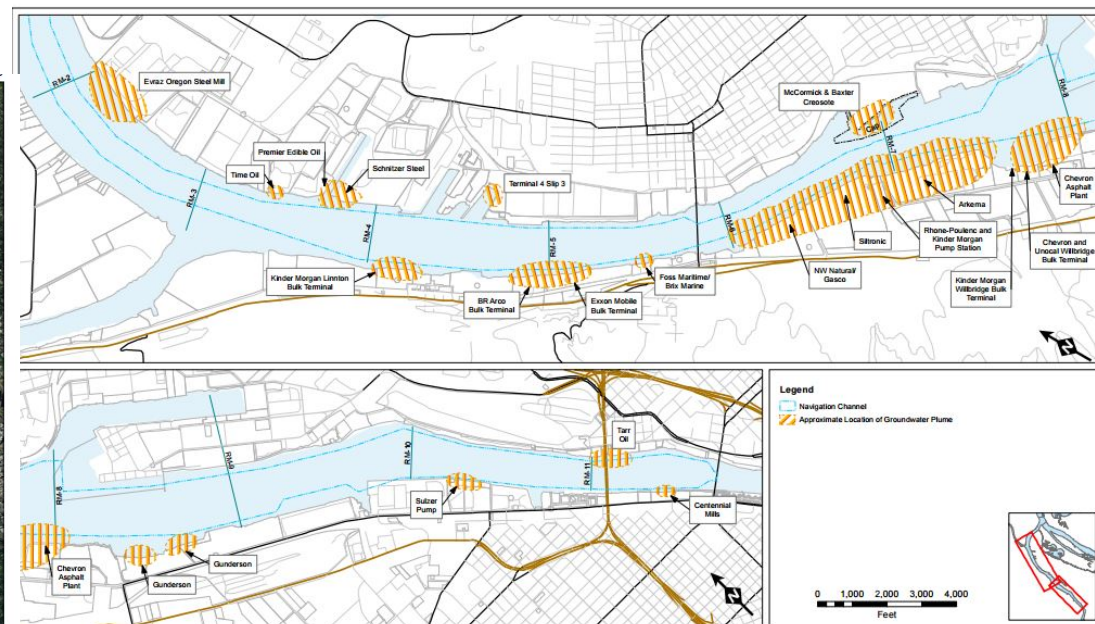 RM-2
Evraz Oregon Steel Mill
RM-3
Time Oil
Premier Edible Oil
Schnitzer Steel
RM-4
Kinder Morgan Linnton
Bulk Terminal
Terminal 4 Slip 3
RM-5
BR Arco
Bulk Terminal
Exxon Mobile
Bulk Terminal
Foss Maritime/
Brix Marine
RM-6
McCormick & Baxter
Creosote
Cap
RM-7
NW Natural/
Gasco
Siltronic
Rhone-Poulenc and
Kinder Morgan
Pump Station
Arkema
Kinder Morgan
Willbridge Bulk
Terminal
Chevron and
Unocal Willbridge
Bulk Terminal
Chevron
Asphalt
Plant
RM-8
N
RM-8
Chevron
Asphalt
Plant
Gunderson
Gunderson
RM-9
RM-10
Sulzer
Pump
RM-11
Tarr
Oil
Centennial
Mills
N
Legend
Navigation Channel
Approximate Location of Groundwater Plume
0 1,000 2,000 3,000 4,000
Feet